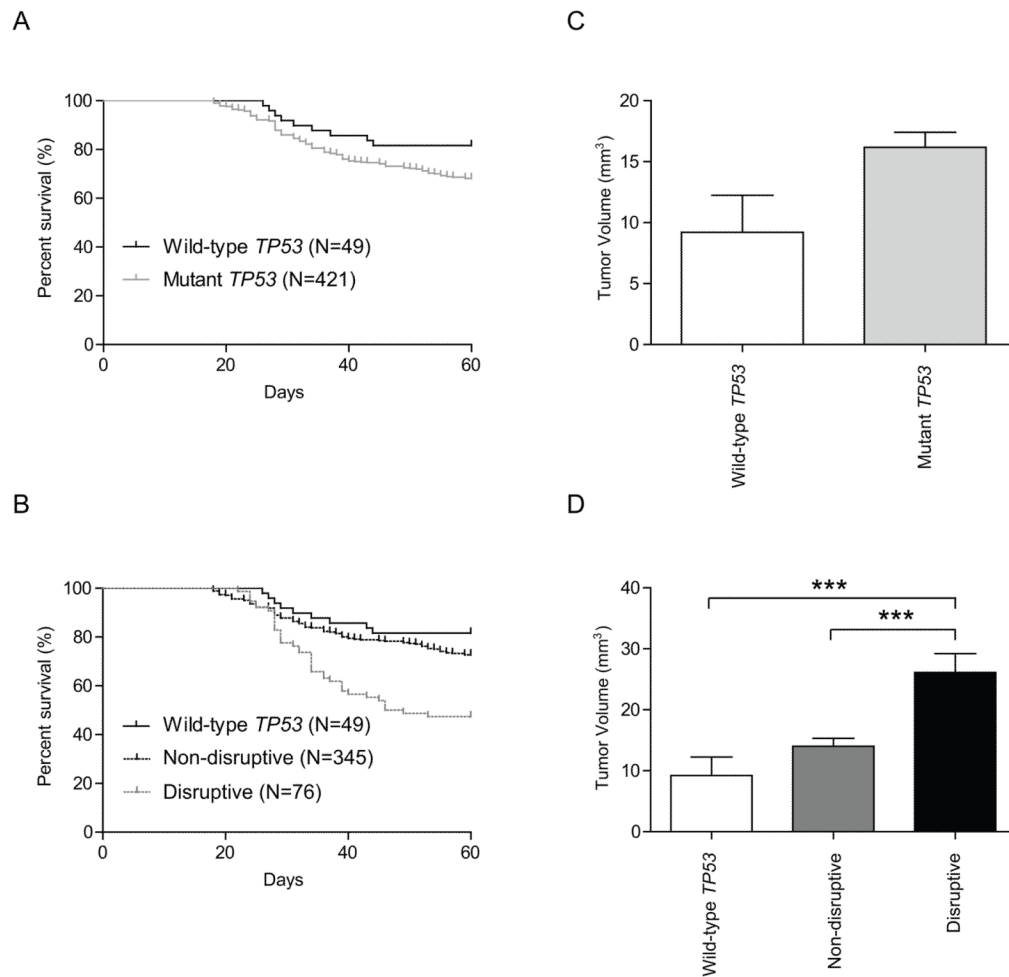 A
Percent survival (%)
100
80
60
40
20
0
Wild-type TP53 (N=49)
Mutant TP53 (N=421)
0 20 40 60
Days
C
Tumor Volume (mm³)
20
15
10
5
0
Wild-type TP53
Mutant TP53
B
Percent survival (%)
100
80
60
40
20
0
Wild-type TP53 (N=49)
Non-disruptive (N=345)
Disruptive (N=76)
0 20 40 60
Days
D
Tumor Volume (mm³)
40
30
20
10
0
***
***
Wild-type TP53
Non-disruptive
Disruptive